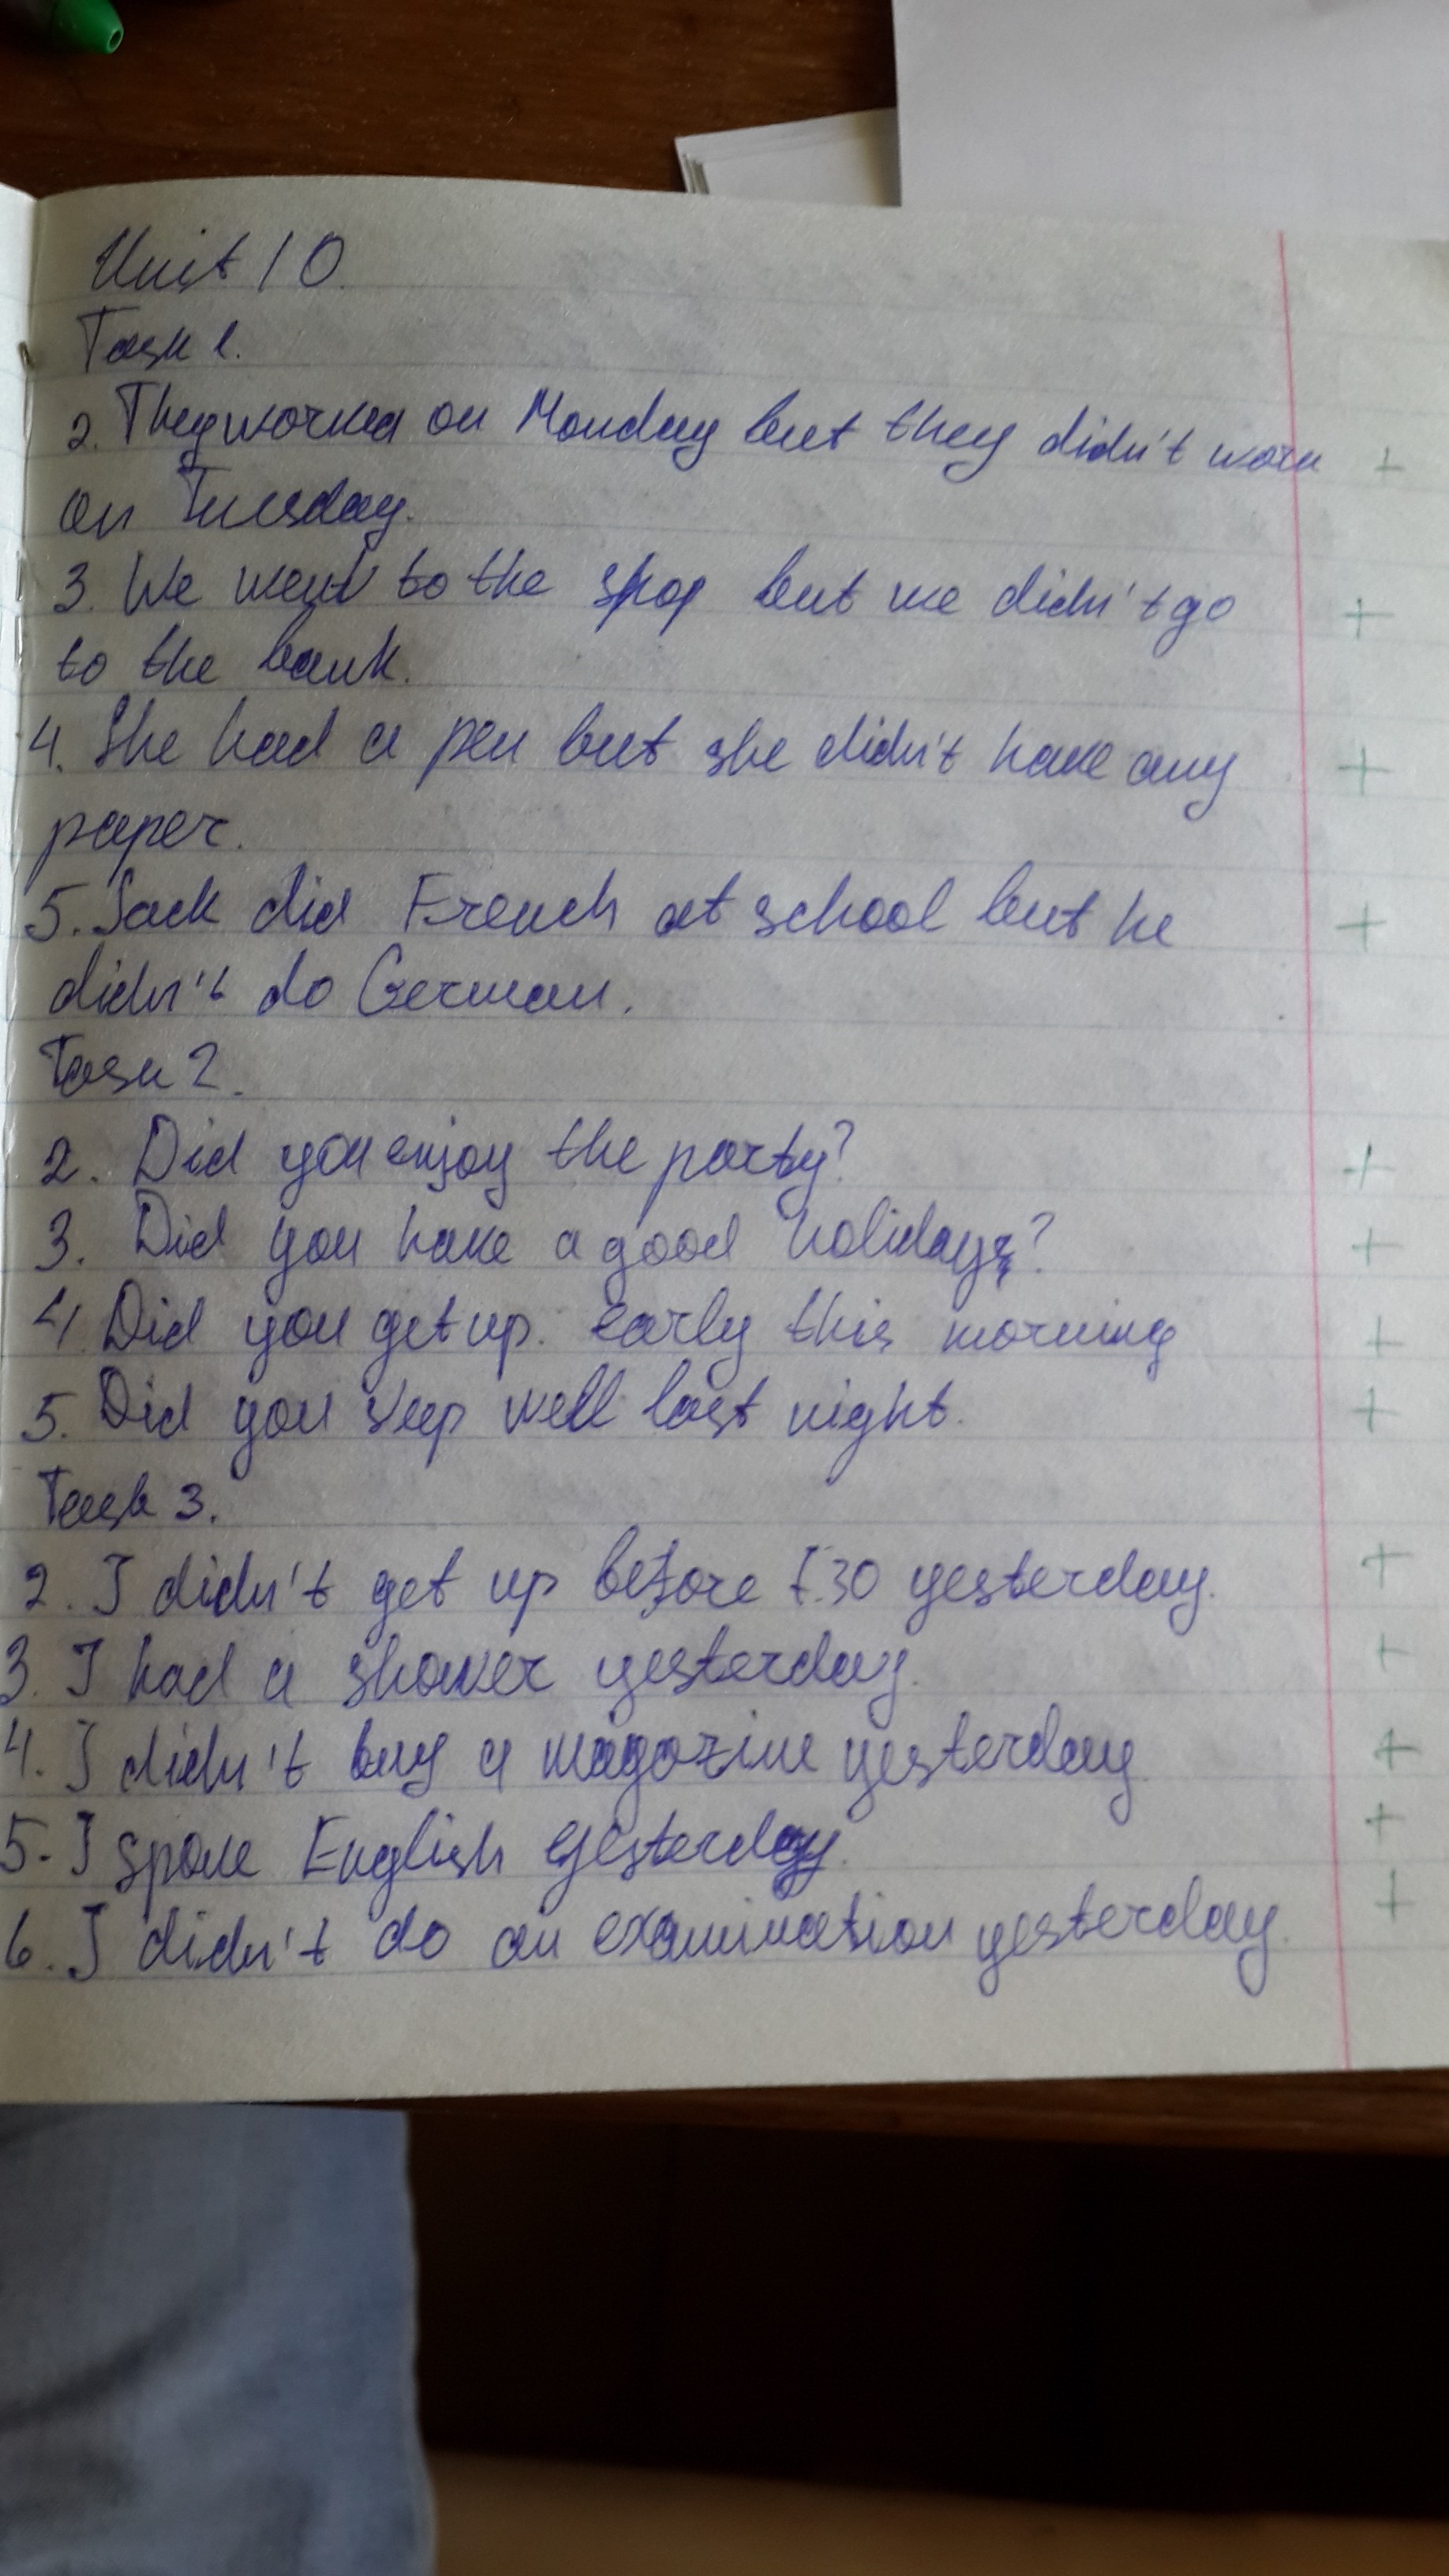 Unit 10.
Task 1.
2. They worked on Monday but they didn't work +
on Tuesday.
3. We went to the shop but we didn't go +
to the bank.
4. She had a pen but she didn't have any +
paper.
5. Jack did French at school but he +
didn't do German.
Task 2.
2. Did you enjoy the party? +
3. Did you have a good holiday? +
4. Did you get up. early this morning +
5. Did you sleep well last night. +
Task 3.
2. I didn't get up before 7.30 yesterday. +
3. I had a shower yesterday. +
4. I didn't buy a magazine yesterday +
5. I spoke English yesterday. +
6. I didn't do an examination yesterday. +